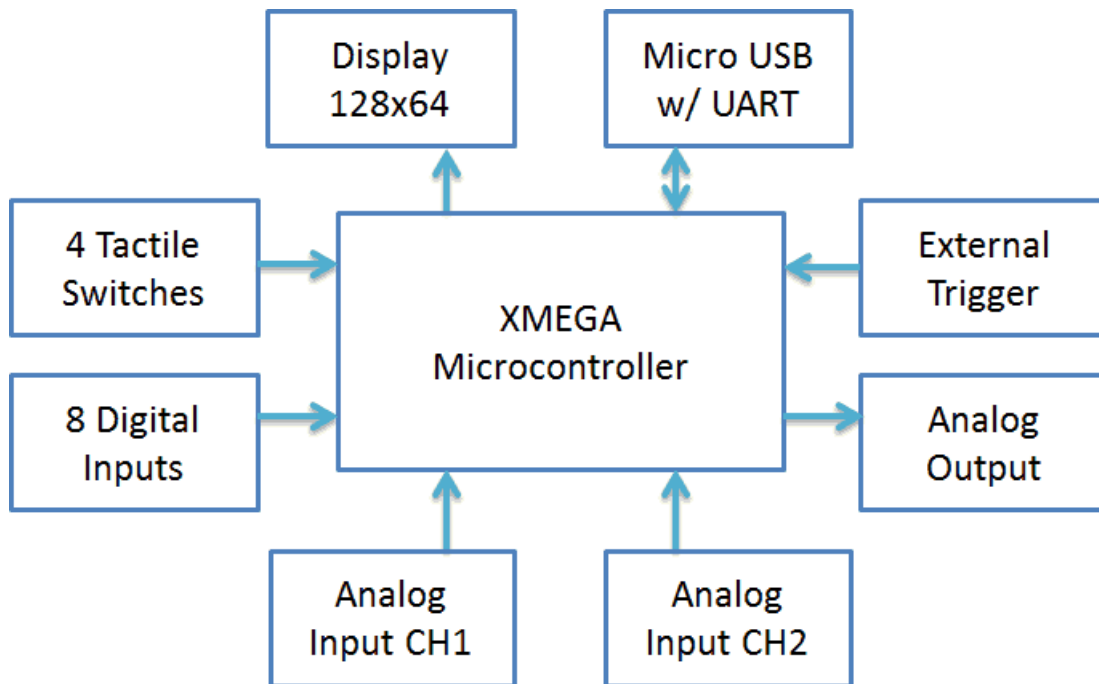 Display
128x64
Micro USB
w/ UART
4 Tactile
Switches
XMEGA
Microcontroller
External
Trigger
8 Digital
Inputs
Analog
Output
Analog
Input CH1
Analog
Input CH2